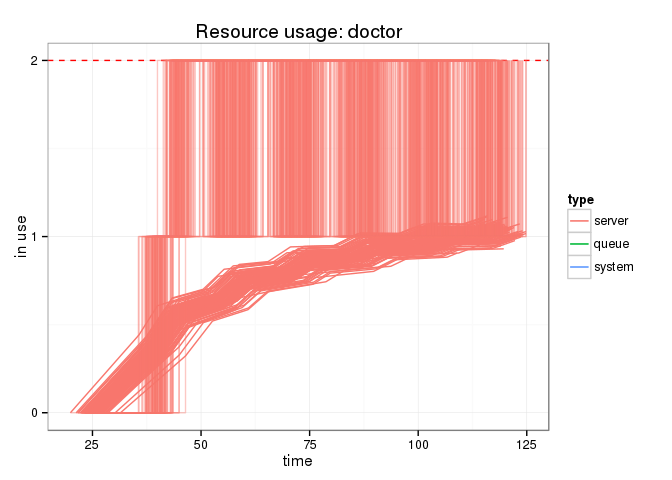 Resource usage: doctor
in use
2
1
0
25
50
75
100
125
time
type
server
queue
system